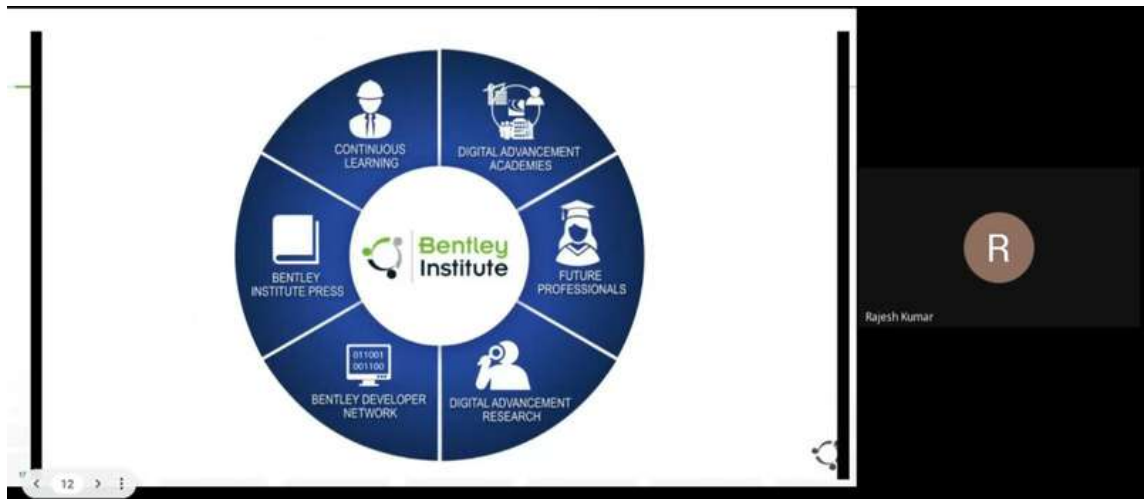 CONTINUOUS
LEARNING
DIGITAL ADVANCEMENT
ACADEMIES
BENTLEY
INSTITUTE PRESS
Bentley
Institute
FUTURE
PROFESSIONALS
011001
001100
BENTLEY DEVELOPER
NETWORK
DIGITAL ADVANCEMENT
RESEARCH
R
Rajesh Kumar
12